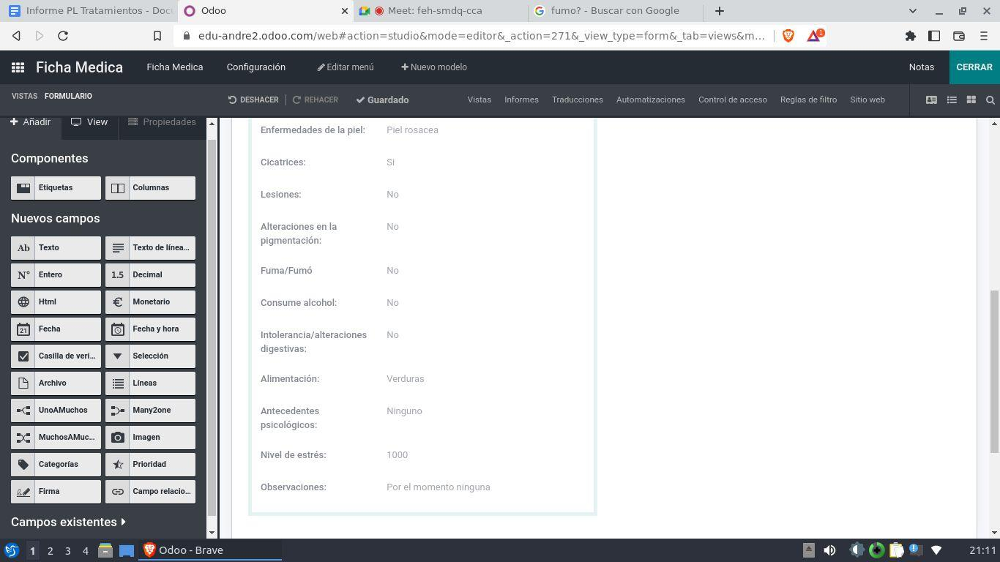 Informe PL Tratamientos - Docu
Odoo
Meet: feh-smdq-cca
fumo? - Buscar con Google
edu-andre2.odoo.com/web#action=studio&mode=editor&_action=271&_view_type=form&_tab=views&m...
1
Ficha Medica
Ficha Medica
Configuración
Editar menú
Nuevo modelo
Notas
CERRAR
VISTAS
FORMULARIO
DESHACER
REHACER
Guardado
Vistas
Informes
Traducciones
Automatizaciones
Control de acceso
Reglas de filtro
Sitio web
Añadir
View
Propiedades
Componentes
Etiquetas
Columnas
Nuevos campos
Ab Texto
Texto de línea...
N° Entero
1.5 Decimal
Html
€ Monetario
21 Fecha
Fecha y hora
Casilla de veri...
Selección
Archivo
Líneas
UnoAMuchos
Many2one
MuchosAMuc...
Imagen
Categorías
Prioridad
Firma
Campo relacio...
Campos existentes
Enfermedades de la piel: Piel rosacea
Cicatrices: Si
Lesiones: No
Alteraciones en la No
pigmentación:
Fuma/Fumó No
Consume alcohol: No
Intolerancia/alteraciones No
digestivas:
Alimentación: Verduras
Antecedentes Ninguno
psicológicos:
Nivel de estrés: 1000
Observaciones: Por el momento ninguna
1 2 3 4
Odoo - Brave
21:11